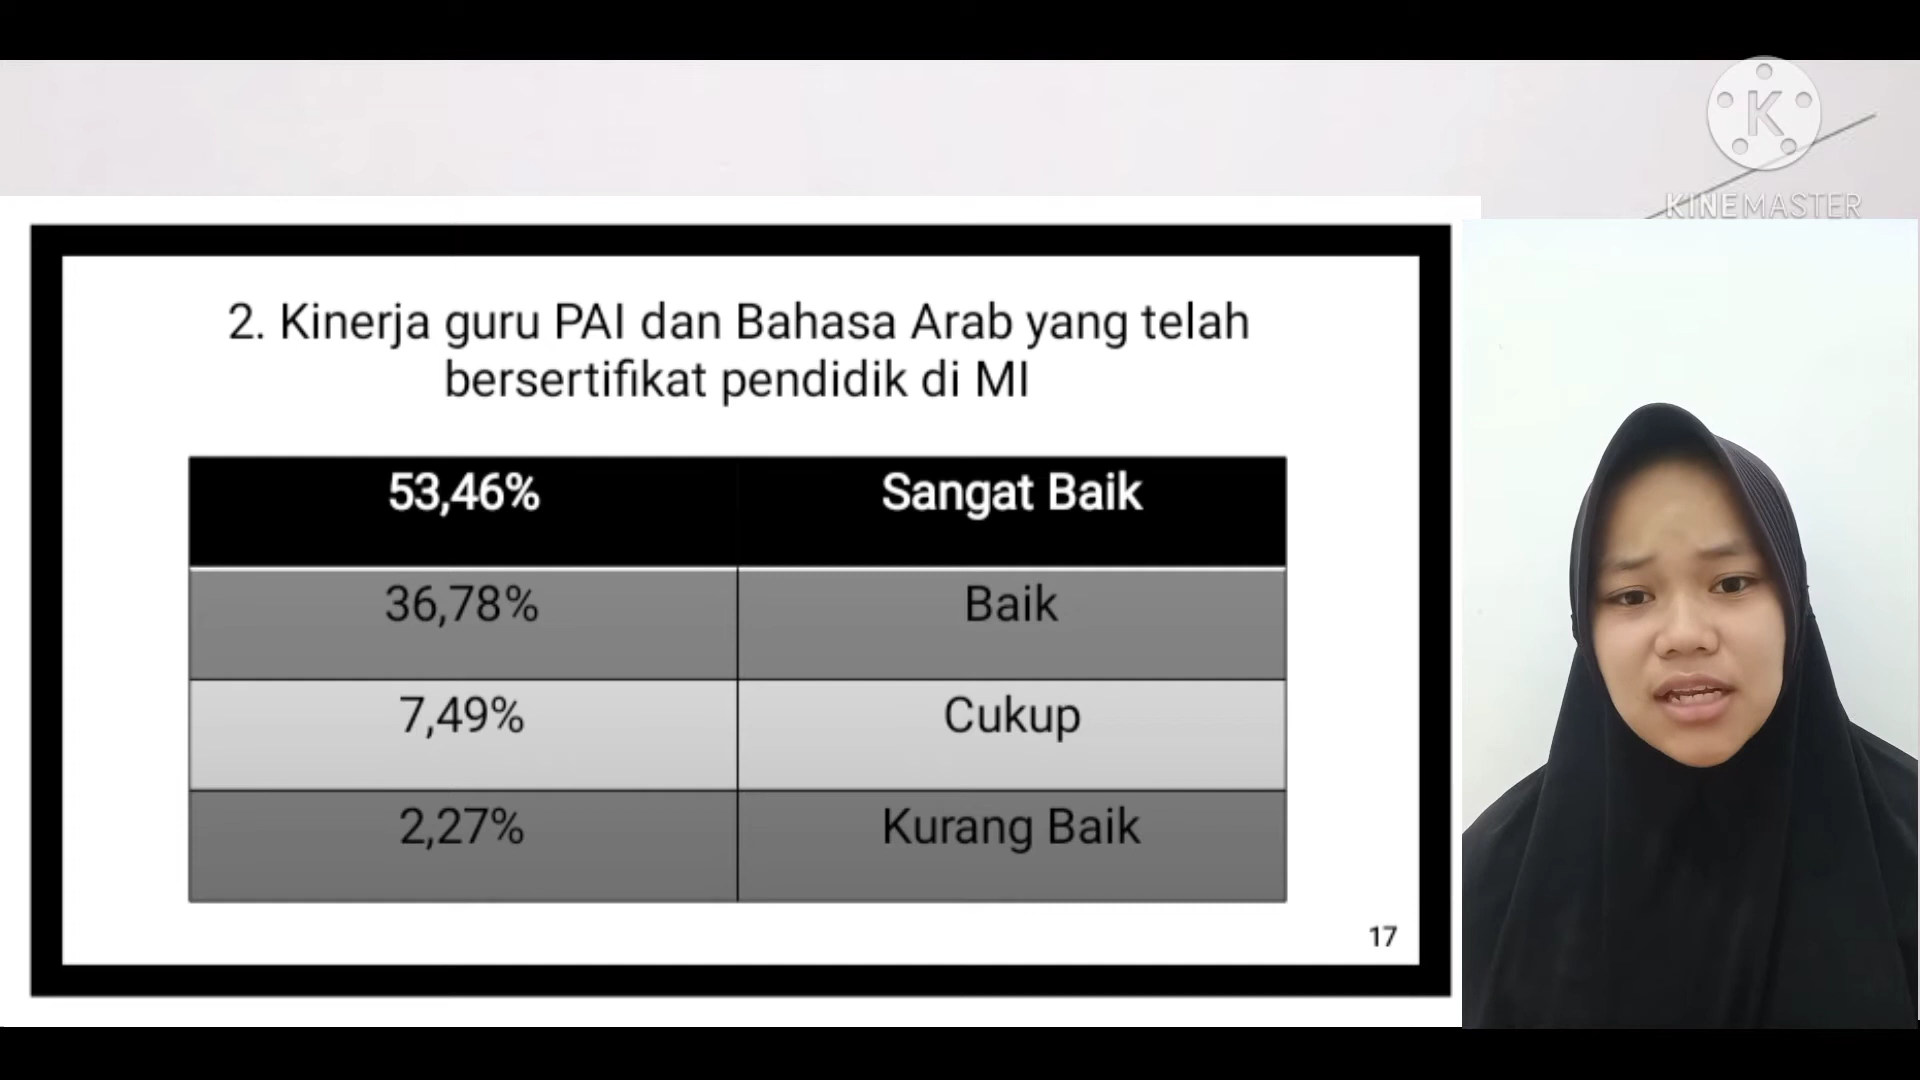 K
KINEMASTER
2. Kinerja guru PAI dan Bahasa Arab yang telah
bersertifikat pendidik di MI
53,46% Sangat Baik
36,78% Baik
7,49% Cukup
2,27% Kurang Baik
17